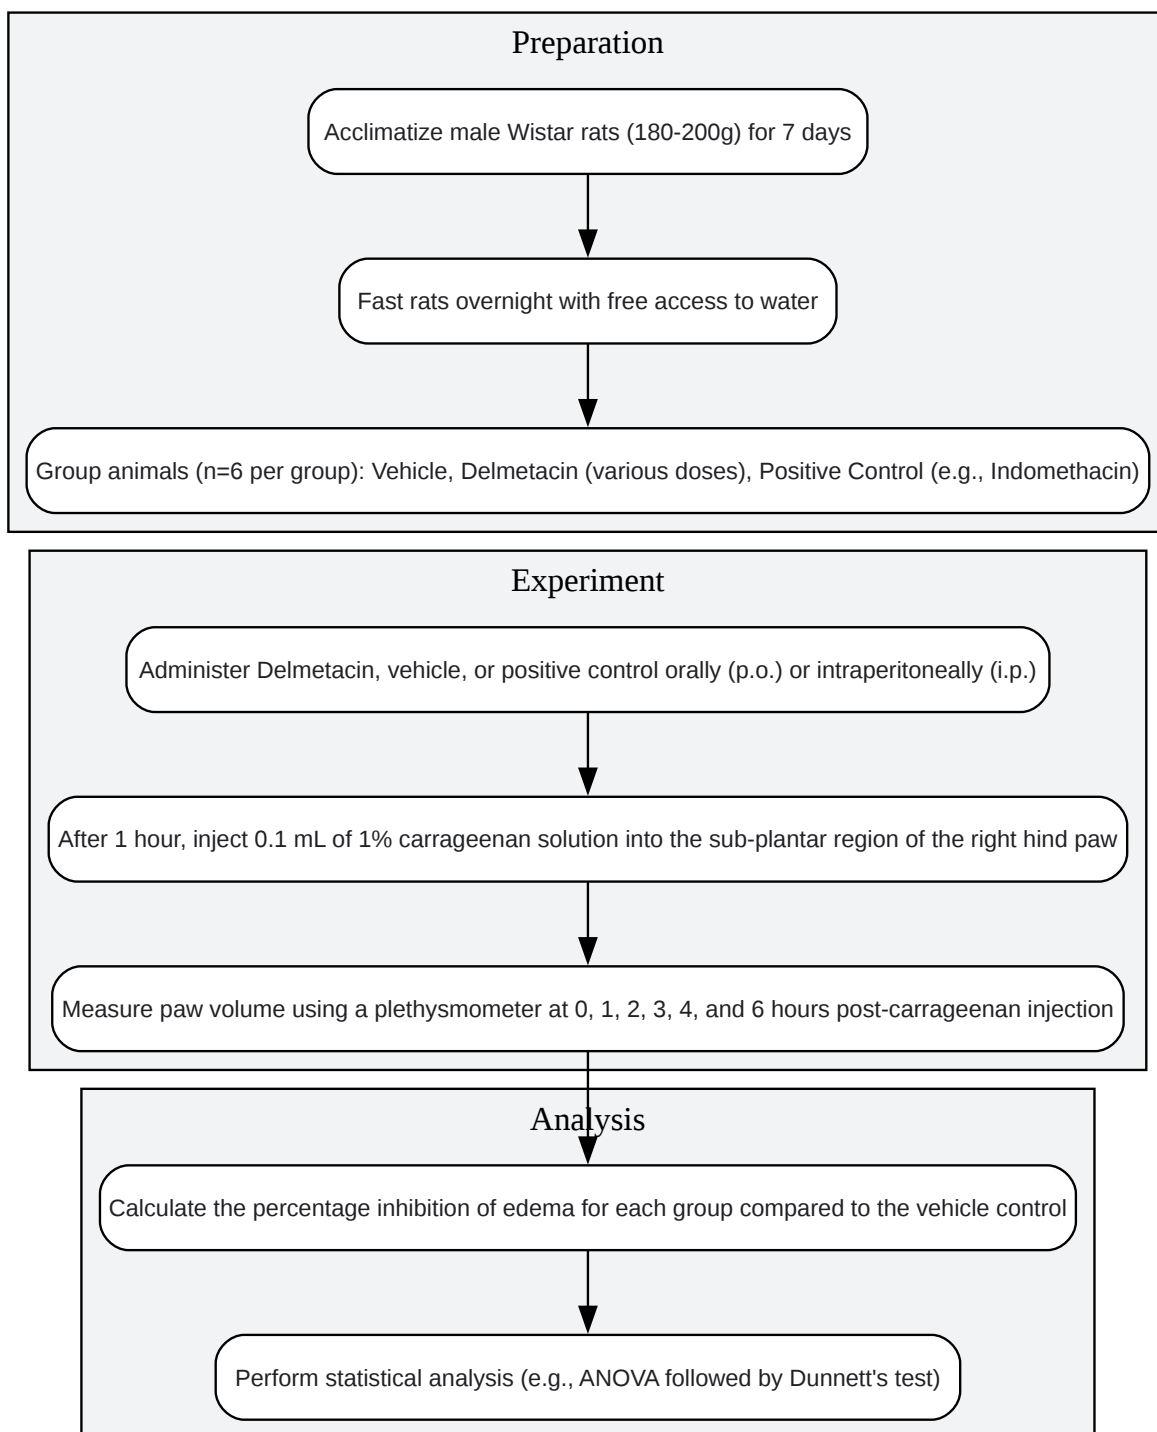 Preparation
Acclimatize male Wistar rats (180-200g) for 7 days
Fast rats overnight with free access to water
Group animals (n=6 per group): Vehicle, Delmetacin (various doses), Positive Control (e.g., Indomethacin)
Experiment
Administer Delmetacin, vehicle, or positive control orally (p.o.) or intraperitoneally (i.p.)
After 1 hour, inject 0.1 mL of 1% carrageenan solution into the sub-plantar region of the right hind paw
Measure paw volume using a plethysmometer at 0, 1, 2, 3, 4, and 6 hours post-carrageenan injection
Analysis
Calculate the percentage inhibition of edema for each group compared to the vehicle control
Perform statistical analysis (e.g., ANOVA followed by Dunnett's test)